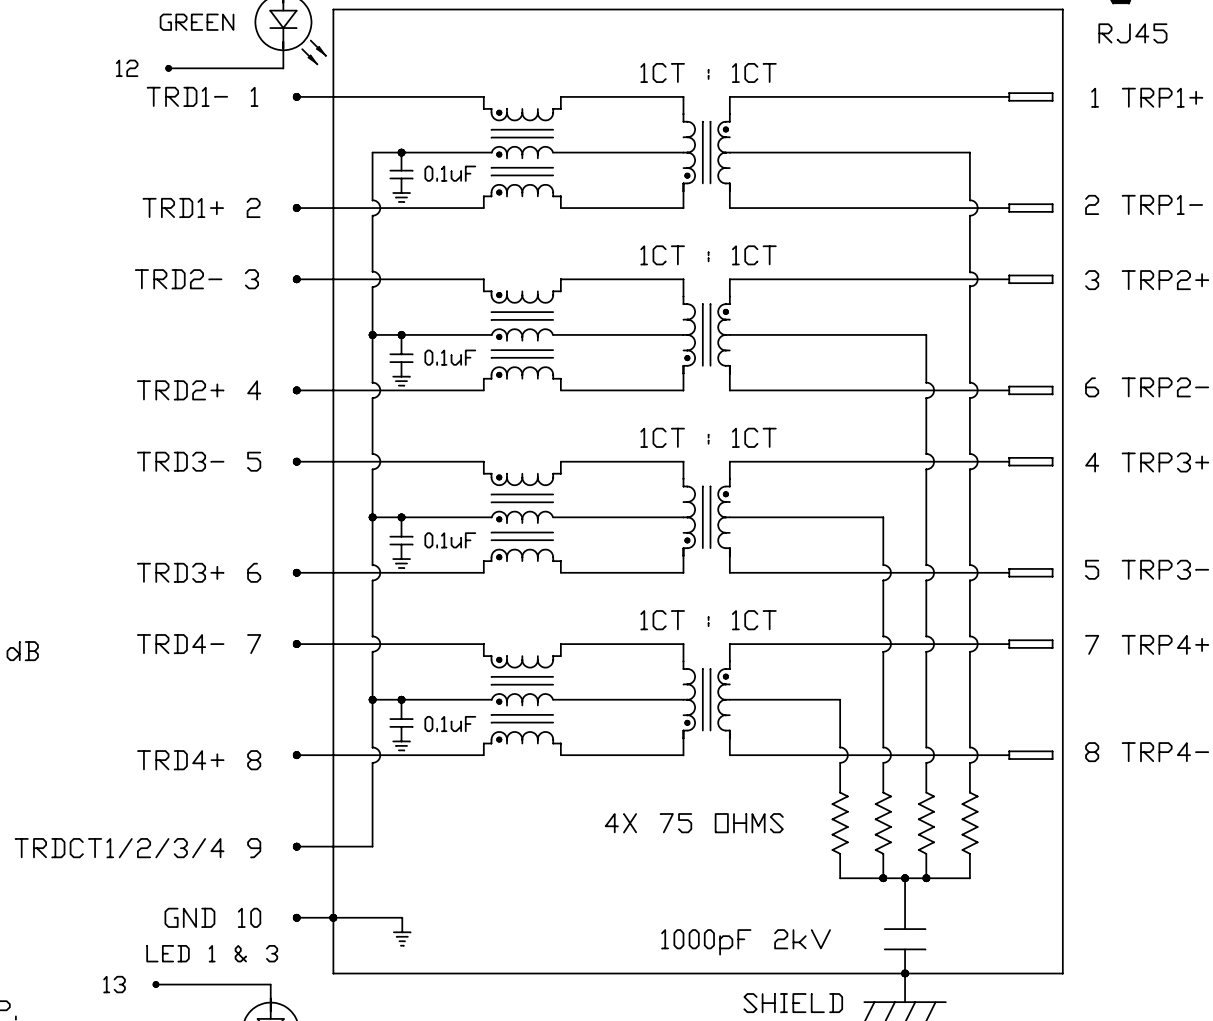 GREEN
RJ45
12
1CT : 1CT
TRD1- 1
1 TRP1+
0.1uF
TRD1+ 2
2 TRP1-
1CT : 1CT
TRD2- 3
3 TRP2+
0.1uF
TRD2+ 4
6 TRP2-
1CT : 1CT
TRD3- 5
4 TRP3+
0.1uF
TRD3+ 6
5 TRP3-
1CT : 1CT
TRD4- 7
7 TRP4+
dB
0.1uF
TRD4+ 8
8 TRP4-
4X 75 OHMS
TRDCT1/2/3/4 9
GND 10
1000pF 2kV
LED 1 & 3
13
SHIELD